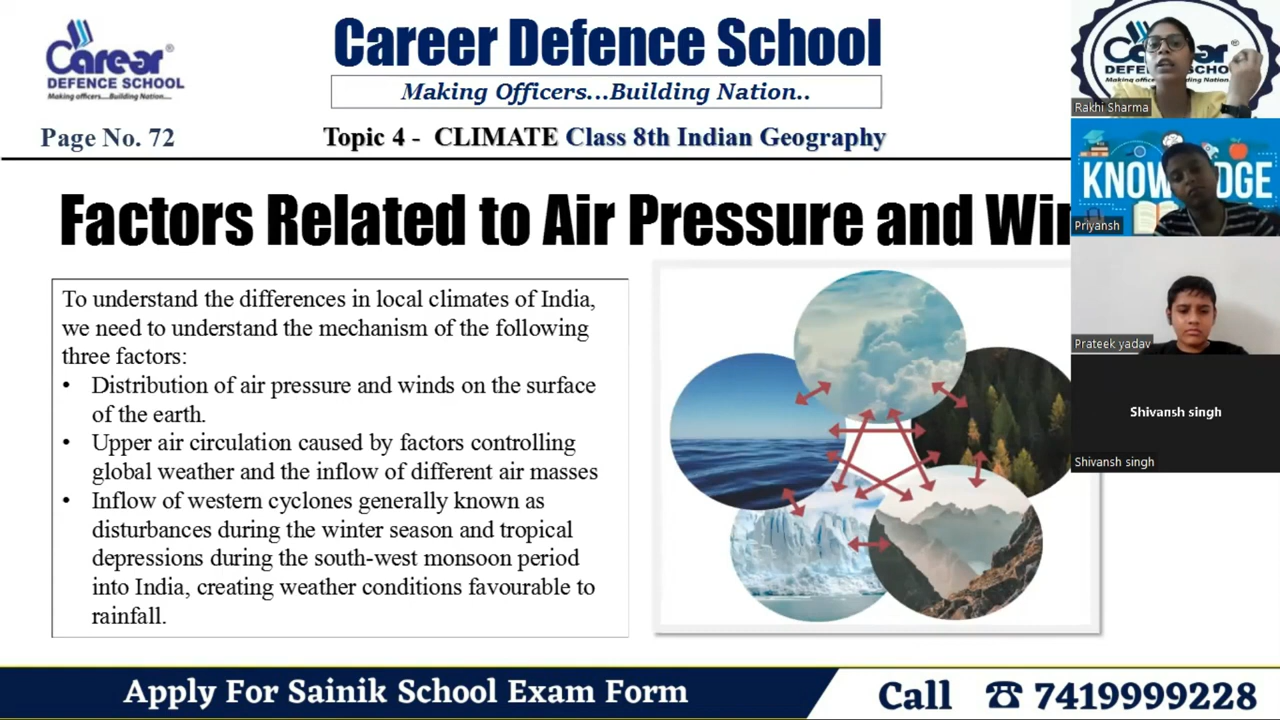 Career
DEFENCE SCHOOL
Making officers....Building Nation..
Career Defence School
Making Officers...Building Nation..
Page No. 72
Topic 4 - CLIMATE Class 8th Indian Geography
Factors Related to Air Pressure and Win
To understand the differences in local climates of India,
we need to understand the mechanism of the following
three factors:
• Distribution of air pressure and winds on the surface
of the earth.
• Upper air circulation caused by factors controlling
global weather and the inflow of different air masses
• Inflow of western cyclones generally known as
disturbances during the winter season and tropical
depressions during the south-west monsoon period
into India, creating weather conditions favourable to
rainfall.
Rakhi Sharma
Priyansh
Prateek yadav
Shivansh singh
Shivansh singh
Apply For Sainik School Exam Form
Call ☎ 7419999228